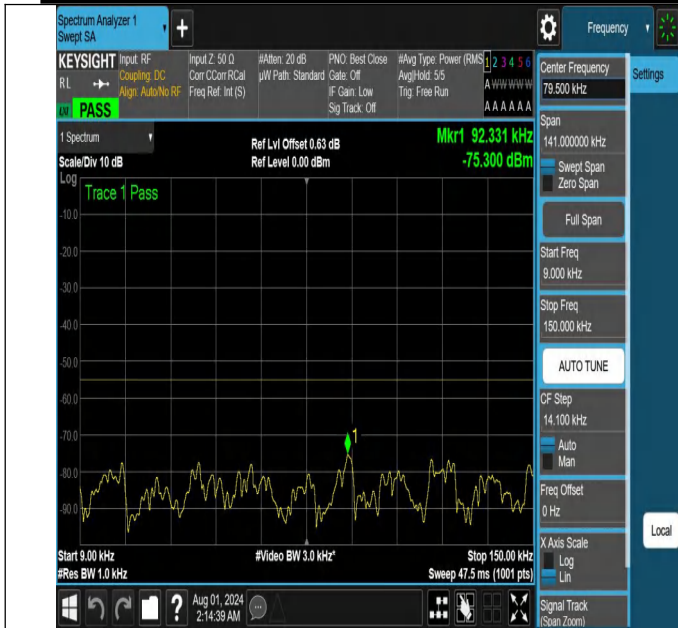 Spectrum Analyzer 1
Swept SA
+
Frequency
KEYSIGHT
RL
PASS
Input: RF
Coupling: DC
Align: Auto/No RF
Input Z: 50 Ω
Corr CCorr RCal
Freq Ref: Int (S)
#Atten: 20 dB
µW Path: Standard
PNO: Best Close
Gate: Off
IF Gain: Low
Sig Track: Off
#Avg Type: Power (RMS
Avg|Hold: 5/5
Trig: Free Run
1 2 3 4 5 6
A W W W W W
A A A A A A
1 Spectrum
Scale/Div 10 dB
Ref Lvl Offset 0.63 dB
Ref Level 0.00 dBm
Mkr1 92.331 kHz
-75.300 dBm
Log
Trace 1 Pass
-10.0
-20.0
-30.0
-40.0
-50.0
-60.0
-70.0
-80.0
-90.0
1
Start 9.00 kHz
#Res BW 1.0 kHz
#Video BW 3.0 kHz*
Stop 150.00 kHz
Sweep 47.5 ms (1001 pts)
Center Frequency
79.500 kHz
Settings
Span
141.000000 kHz
Swept Span
Zero Span
Full Span
Start Freq
9.000 kHz
Stop Freq
150.000 kHz
AUTO TUNE
CF Step
14.100 kHz
Auto
Man
Freq Offset
0 Hz
X Axis Scale
Log
Lin
Local
Signal Track
(Span Zoom)
?
Aug 01, 2024
2:14:39 AM